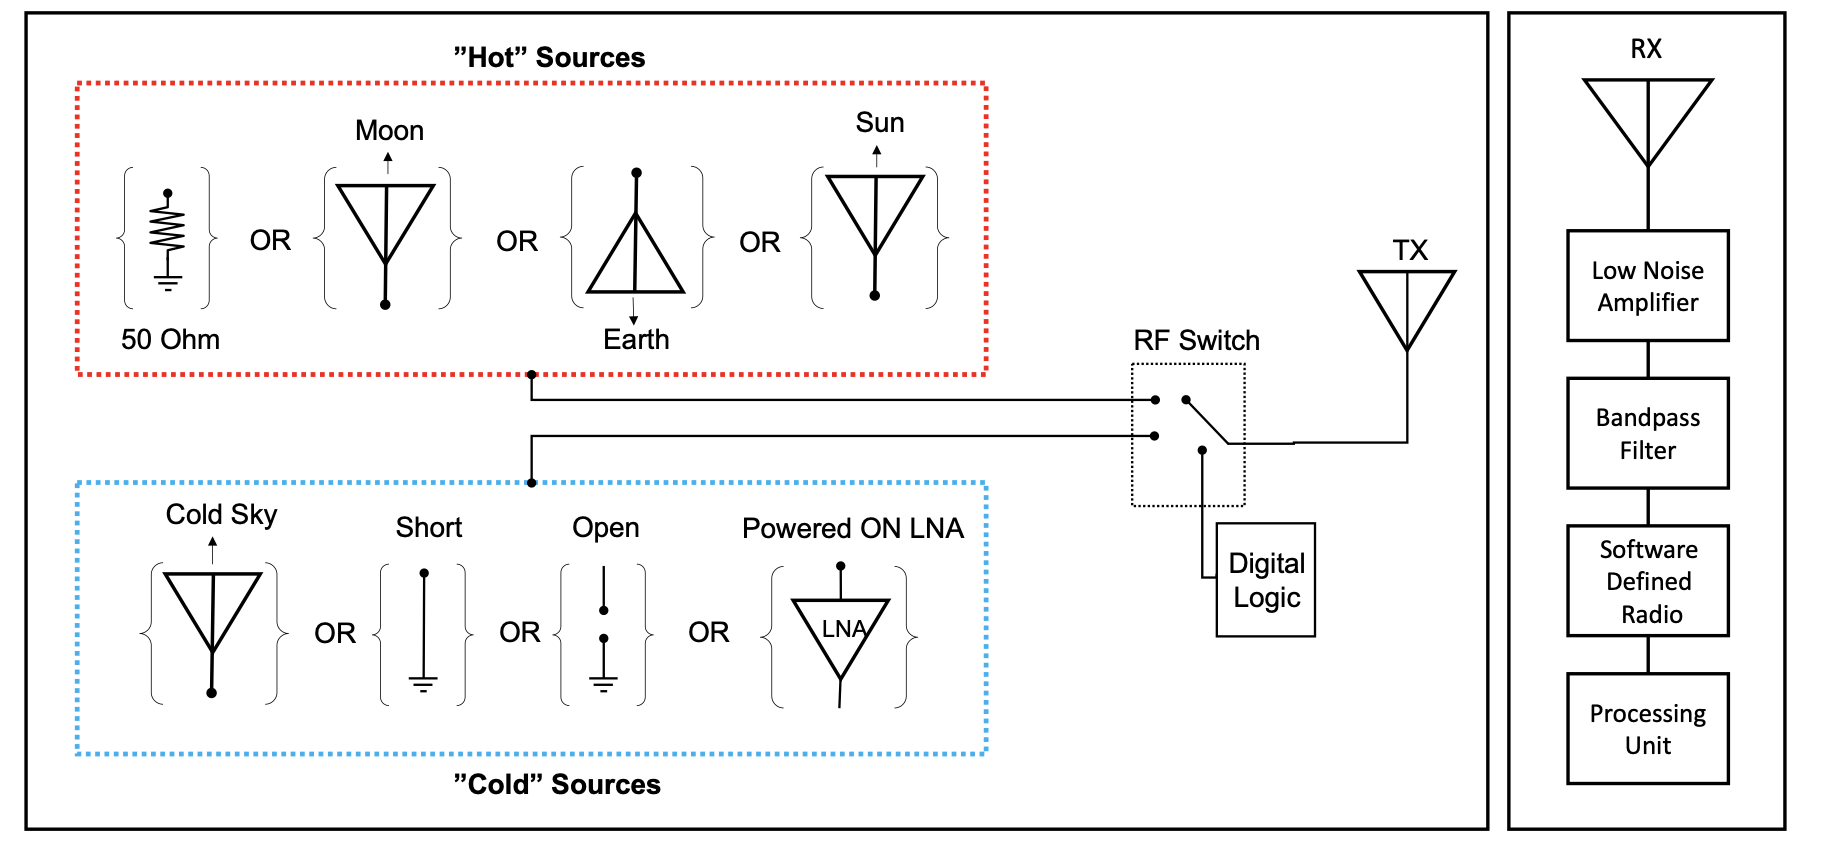 ”Hot” Sources
Moon
Sun
OR
OR
OR
50 Ohm
Earth
Cold Sky
Short
Open
Powered ON LNA
OR
OR
OR
LNA
”Cold” Sources
RF Switch
TX
Digital
Logic
RX
Low Noise
Amplifier
Bandpass
Filter
Software
Defined
Radio
Processing
Unit